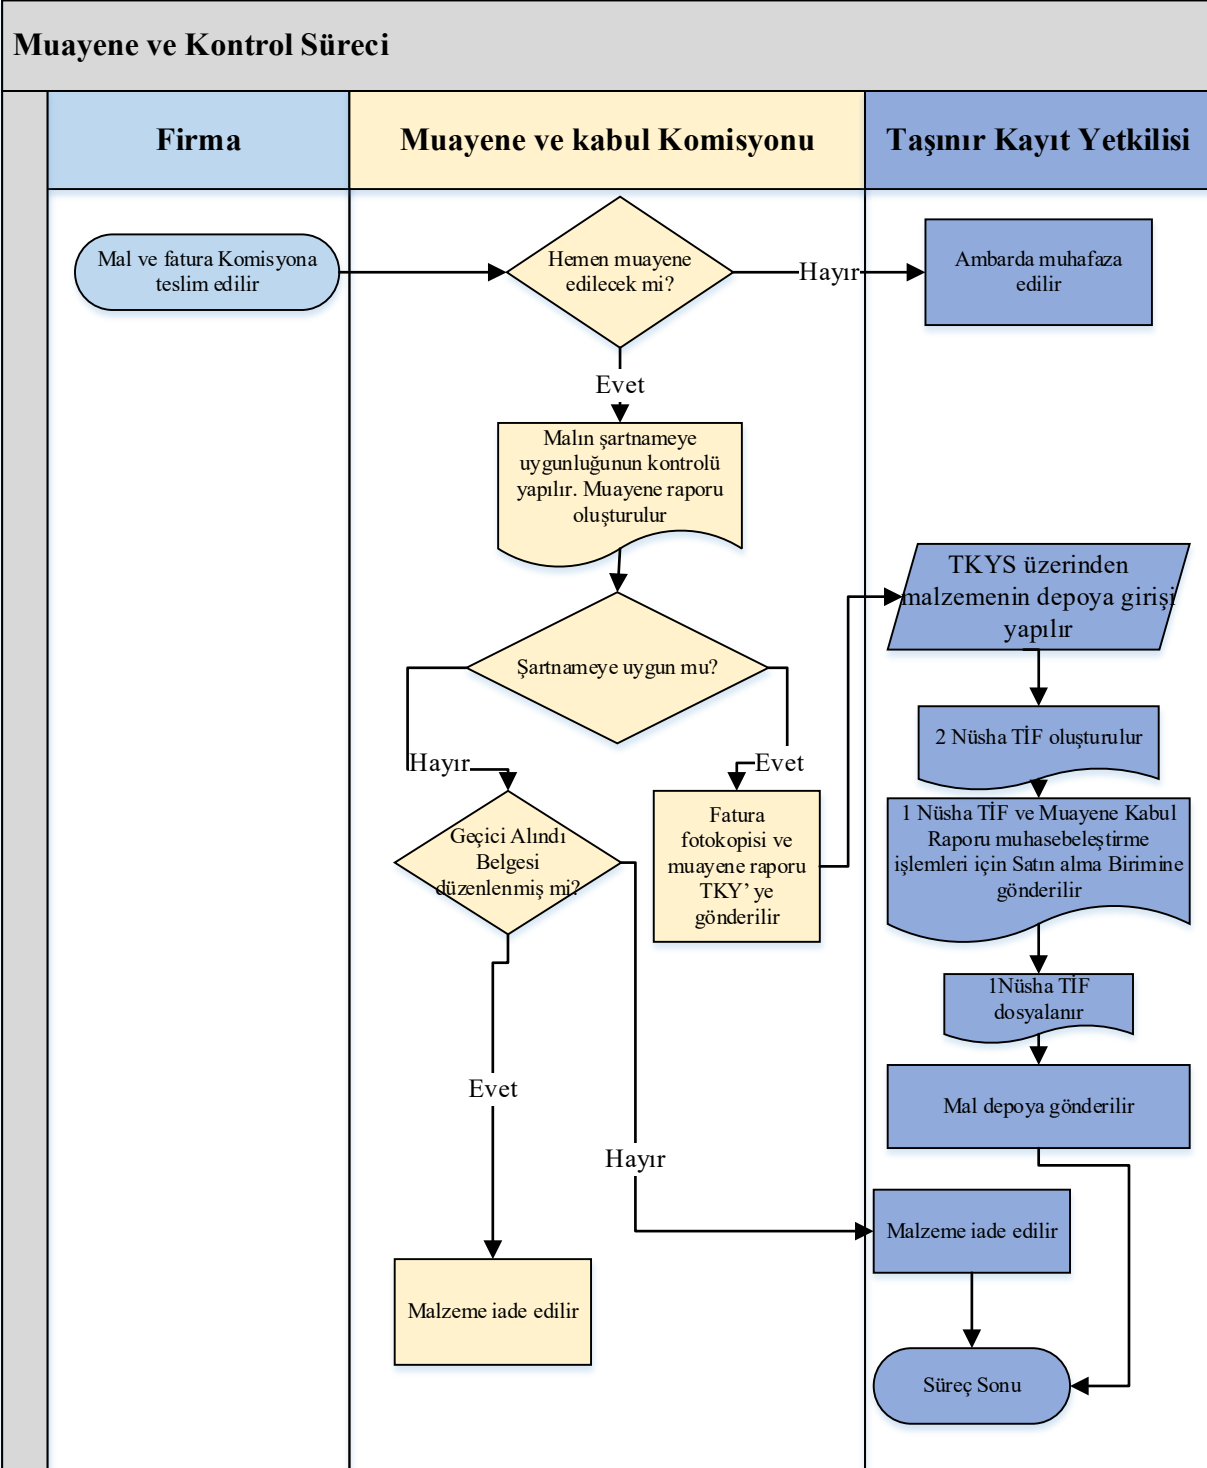 Muayene ve Kontrol Süreci
Firma
Muayene ve kabul Komisyonu
Taşınır Kayıt Yetkilisi
Mal ve fatura Komisyona
teslim edilir
Hemen muayene
edilecek mi?
Hayır
Ambarda muhafaza
edilir
Evet
Malın şartnameye
uygunluğunun kontrolü
yapılır. Muayene raporu
oluşturulur
Şartnameye uygun mu?
Hayır
Evet
Geçici Alındı
Belgesi
düzenlenmiş mi?
Fatura
fotokopisi ve
muayene raporu
TKY’ ye
gönderilir
TKYS üzerinden
malzemenin depoya girişi
yapılır
2 Nüsha TİF oluşturulur
1 Nüsha TİF ve Muayene Kabul
Raporu muhasebeleştirme
işlemleri için Satın alma Birimine
gönderilir
1Nüsha TİF
dosyalanır
Mal depoya gönderilir
Evet
Hayır
Malzeme iade edilir
Malzeme iade edilir
Süreç Sonu